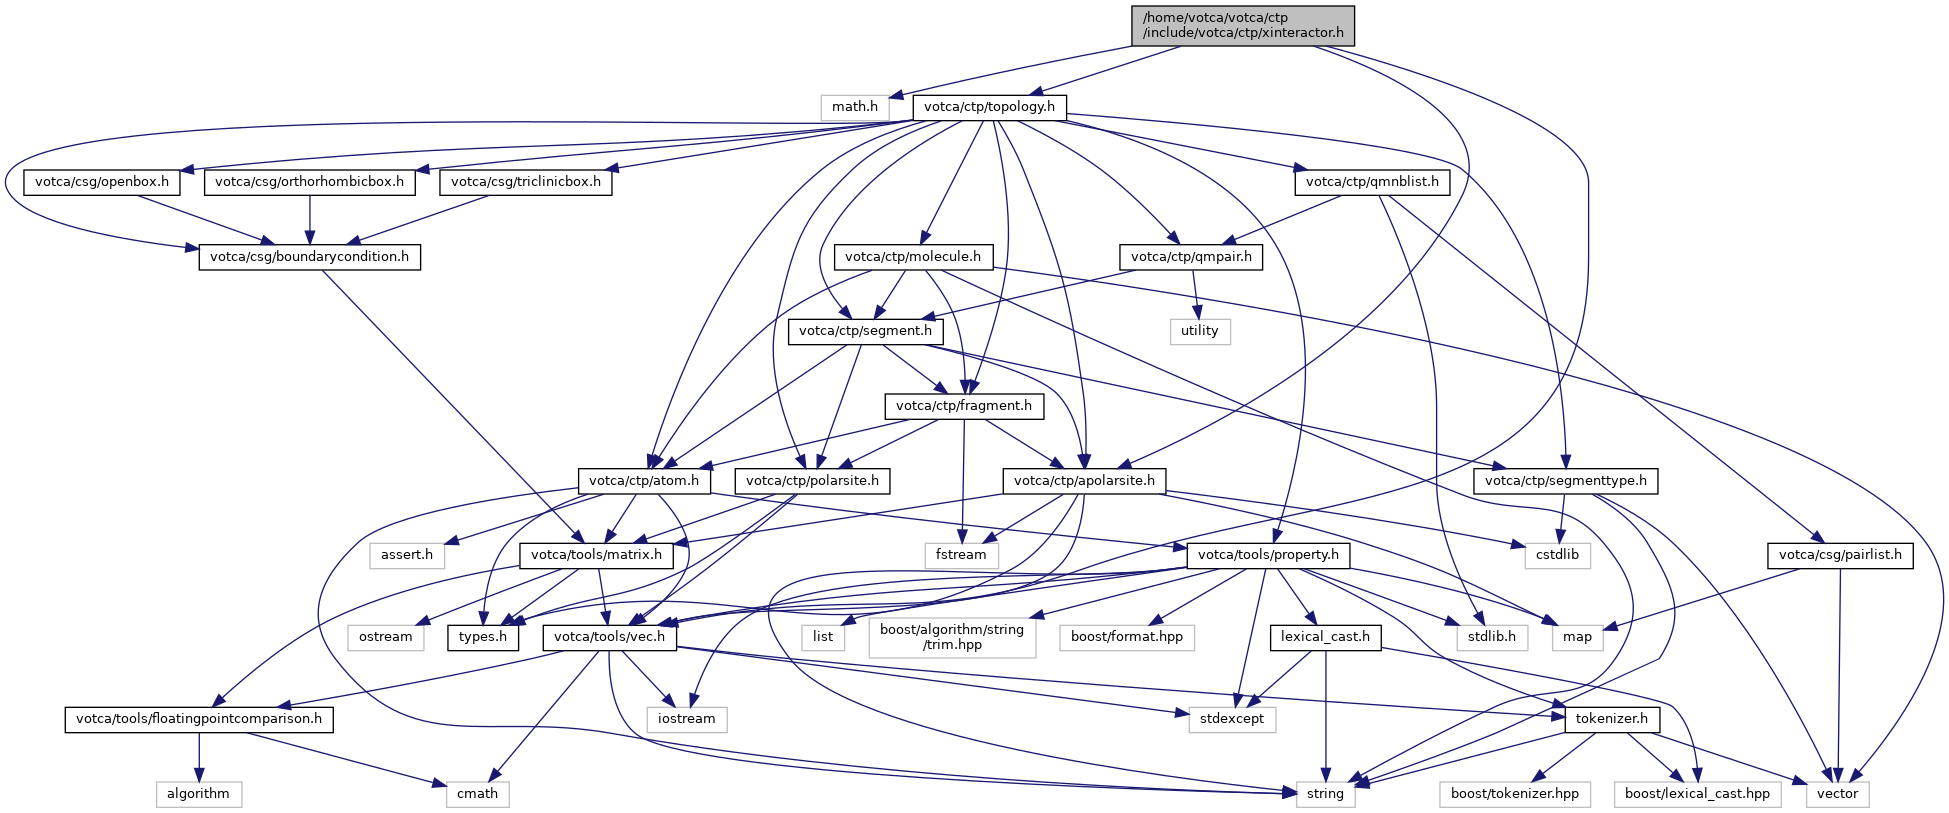 /home/votca/votca/ctp
/include/votca/ctp/xinteractor.h
math.h
votca/ctp/topology.h
votca/csg/openbox.h
votca/csg/orthorhombicbox.h
votca/csg/triclinicbox.h
votca/ctp/qmnblist.h
votca/csg/boundarycondition.h
votca/ctp/molecule.h
votca/ctp/qmpair.h
votca/ctp/segment.h
utility
votca/ctp/fragment.h
votca/ctp/atom.h
votca/ctp/polarsite.h
votca/ctp/apolarsite.h
votca/ctp/segmenttype.h
assert.h
votca/tools/matrix.h
fstream
votca/tools/property.h
cstdlib
votca/csg/pairlist.h
ostream
types.h
votca/tools/vec.h
list
boost/algorithm/string
/trim.hpp
boost/format.hpp
lexical_cast.h
stdlib.h
map
votca/tools/floatingpointcomparison.h
iostream
stdexcept
tokenizer.h
algorithm
cmath
string
boost/tokenizer.hpp
boost/lexical_cast.hpp
vector